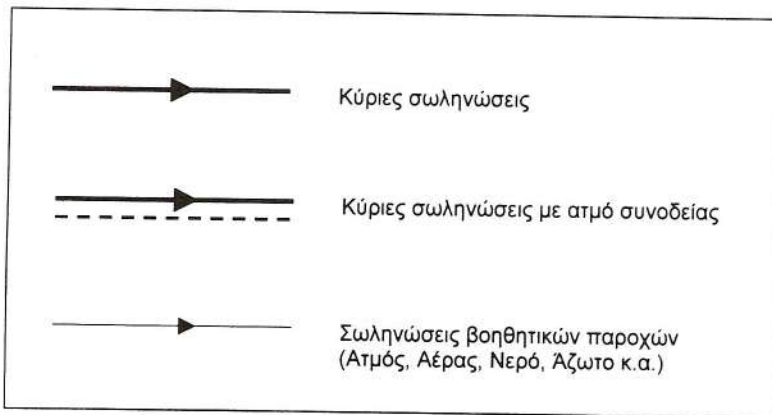 Κύριες σωληνώσεις
Κύριες σωληνώσεις με ατμό συνοδείας
Σωληνώσεις βοηθητικών παροχών
(Ατμός, Αέρας, Νερό, Άζωτο κ.α.)